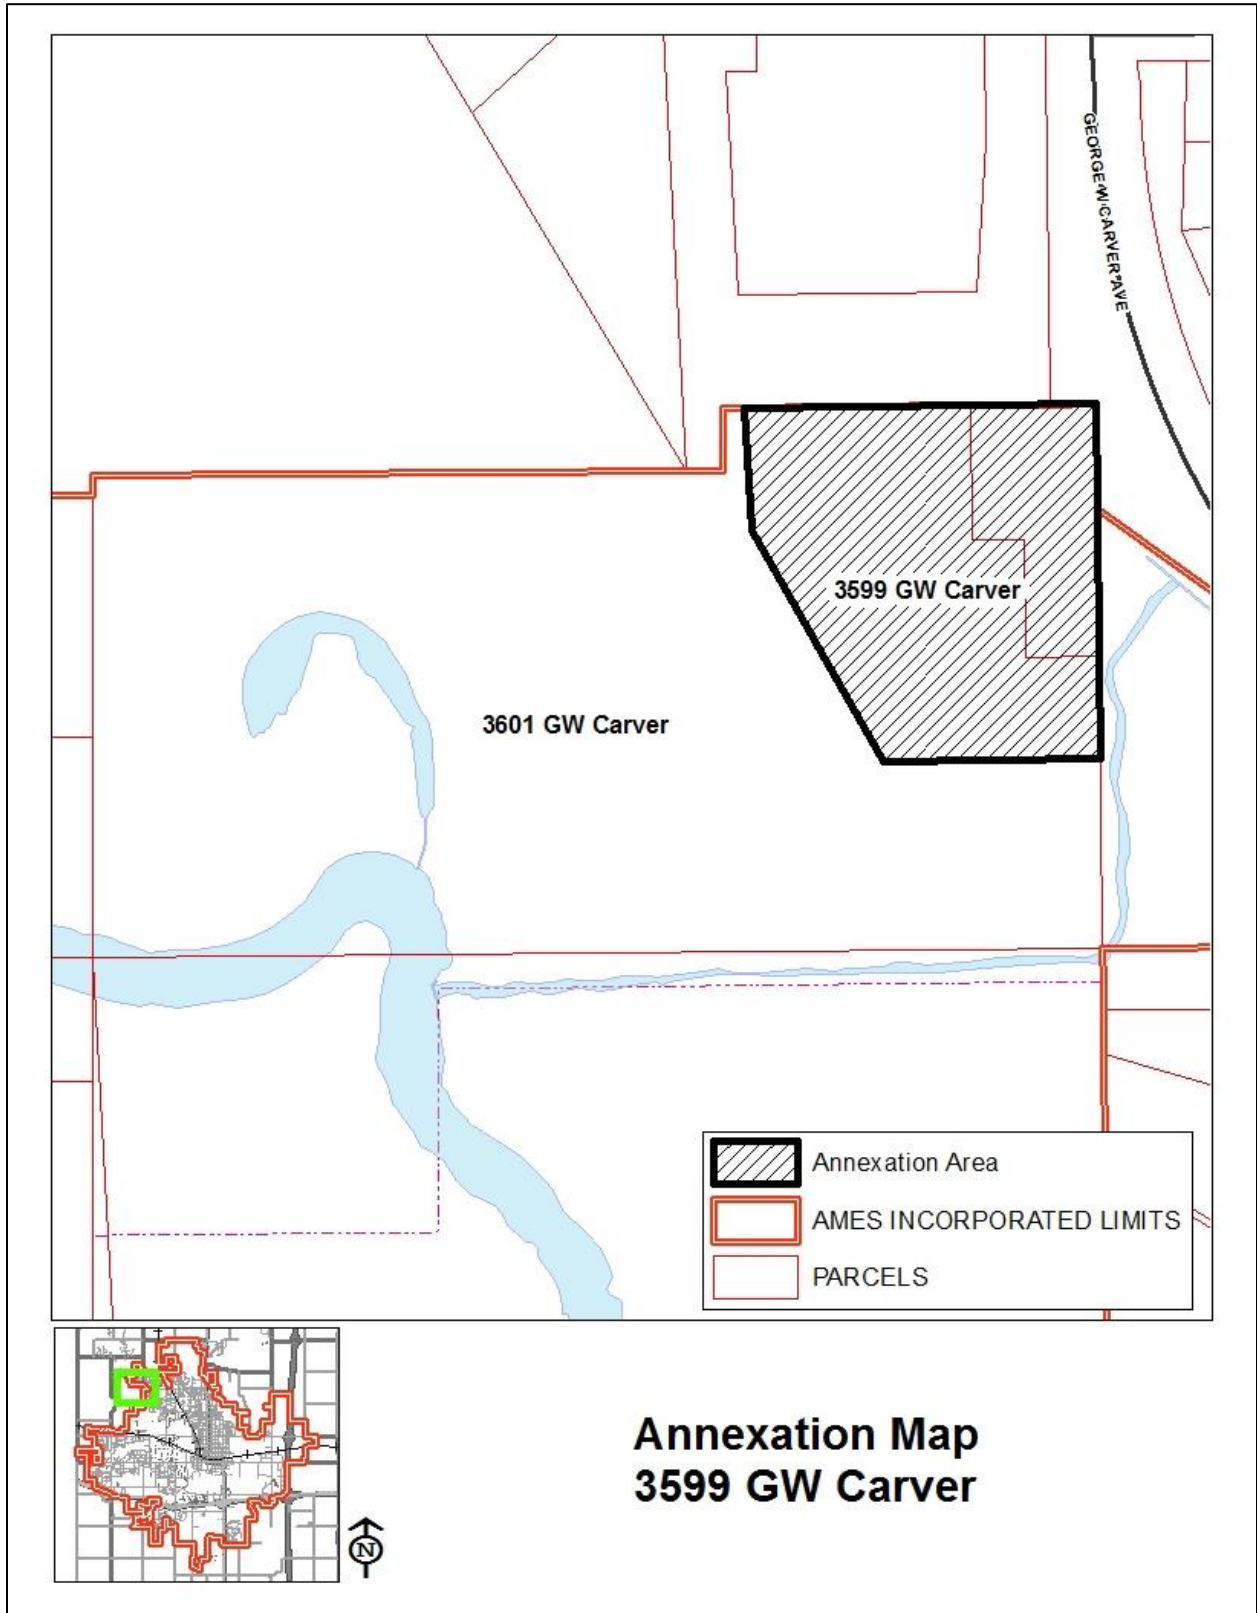 GEORGE W CARVER AVE
3599 GW Carver
3601 GW Carver
Annexation Area
AMES INCORPORATED LIMITS
PARCELS
Annexation Map
3599 GW Carver
N